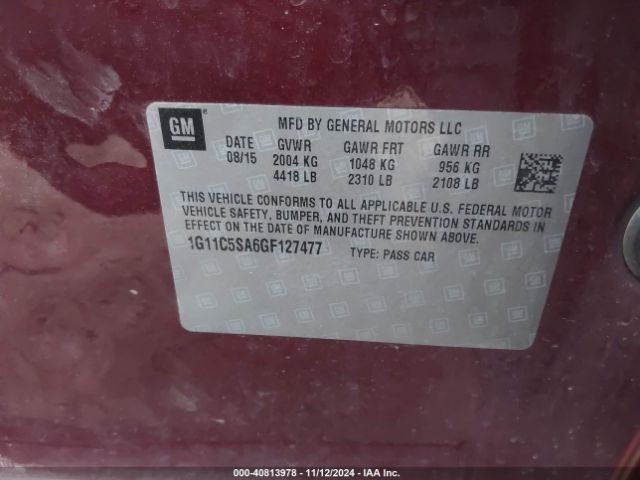 GM
MFD BY GENERAL MOTORS LLC
DATE GVWR GAWR FRT GAWR RR
08/15 2004 KG 1048 KG 956 KG
4418 LB 2310 LB 2108 LB
THIS VEHICLE CONFORMS TO ALL APPLICABLE U.S. FEDERAL MOTOR
VEHICLE SAFETY, BUMPER, AND THEFT PREVENTION STANDARDS IN
EFFECT ON THE DATE OF MANUFACTURE SHOWN ABOVE.
1G11C5SA6GF127477 TYPE: PASS CAR
000-40813978 - 11/12/2024 - IAA Inc.